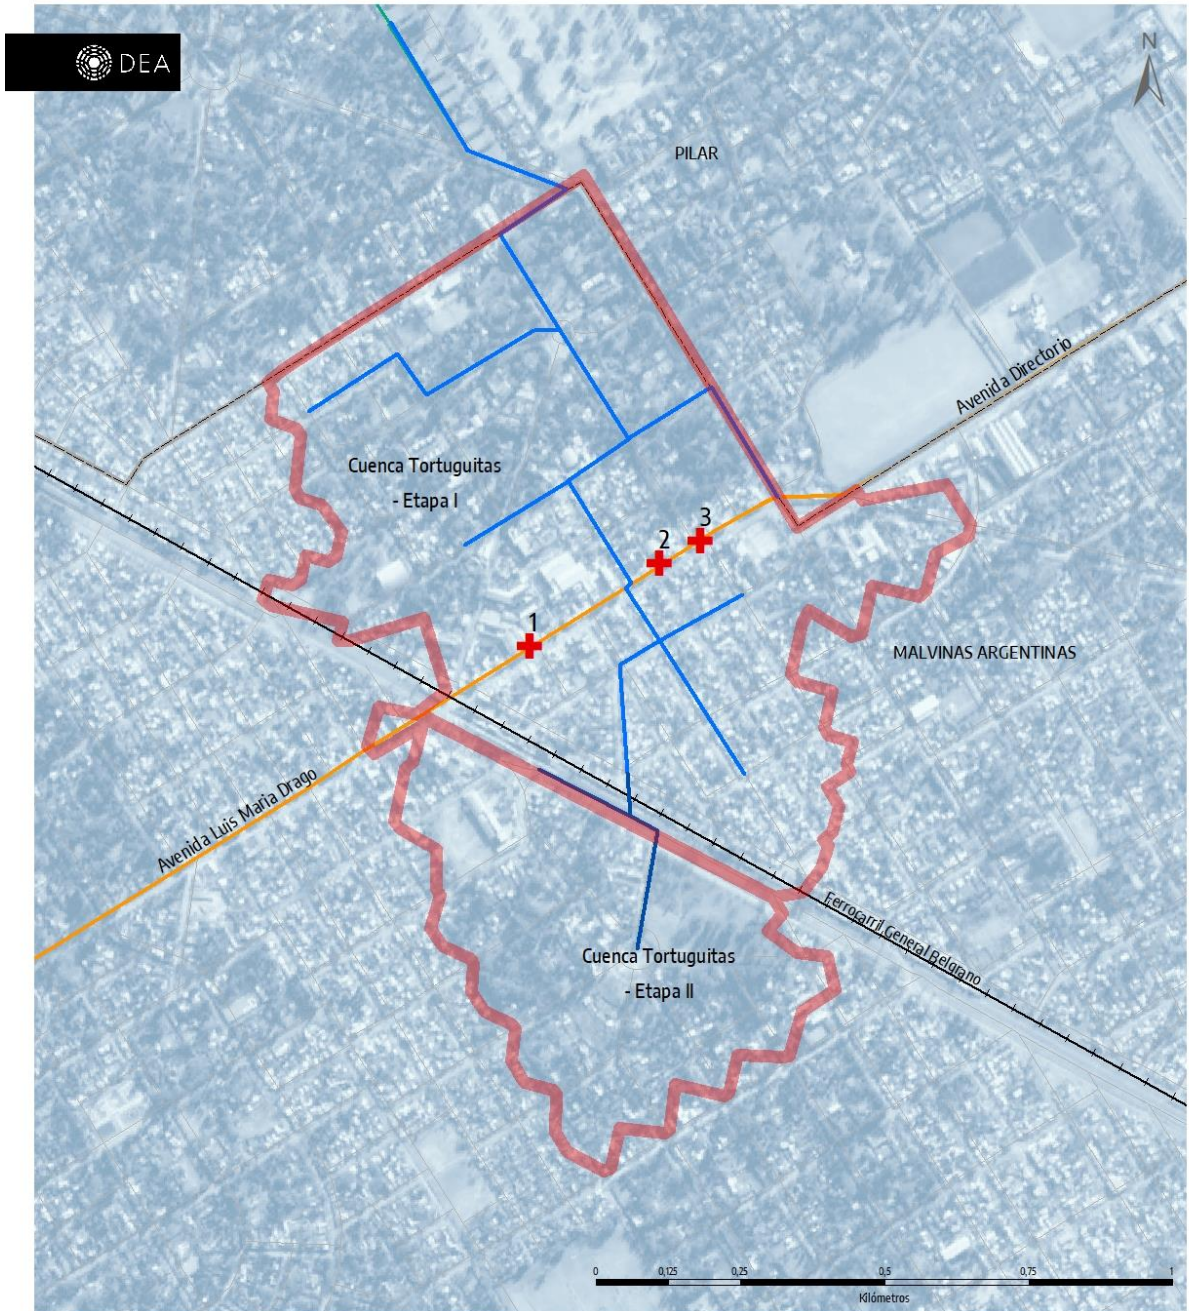 DEA
N
PILAR
Avenida Directorio
Cuenca Tortuguitas
- Etapa I
3
2
1
MALVINAS ARGENTINAS
Avenida Luis Maria Drago
Ferrocarril General Belgrano
Cuenca Tortuguitas
- Etapa II
0 0,125 0,25 0,5 0,75 1
Kilómetros